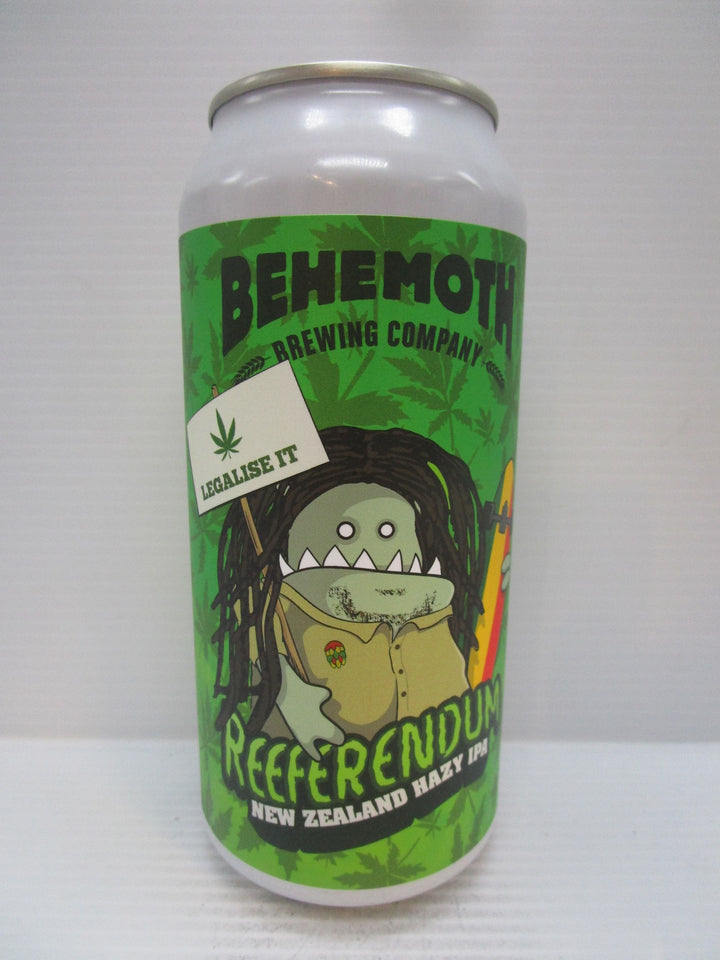 BEHEMOTH
BREWING COMPANY
LEGALISE IT
REEFERENDUM
NEW ZEALAND HAZY IPA